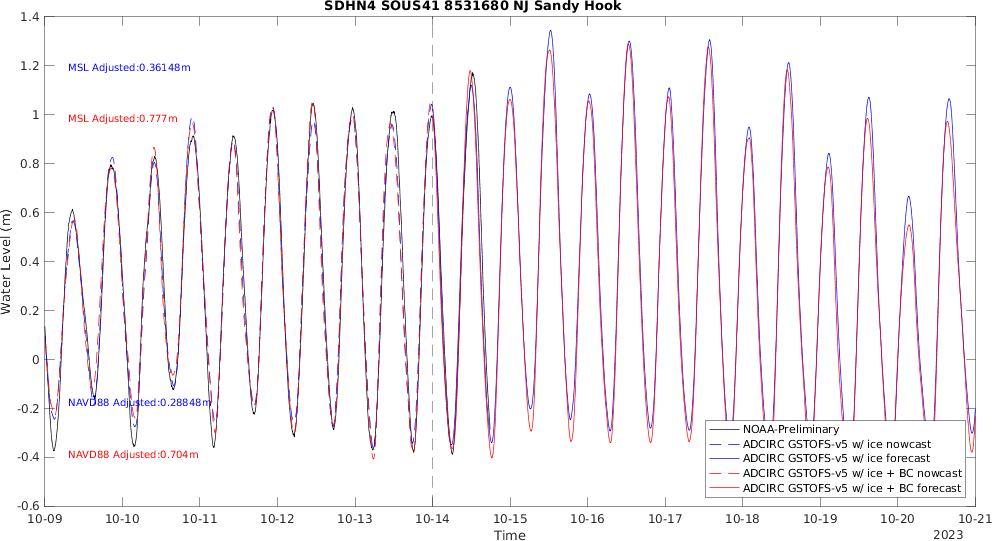 SDHN4 SOUS41 8531680 NJ Sandy Hook
Water Level (m)
1.4
1.2
1
0.8
0.6
0.4
0.2
0
-0.2
-0.4
-0.6
MSL Adjusted:0.36148m
MSL Adjusted:0.777m
NAVD88 Adjusted:0.28848m
NAVD88 Adjusted:0.704m
NOAA-Preliminary
ADCIRC GSTOFS-v5 w/ ice nowcast
ADCIRC GSTOFS-v5 w/ ice forecast
ADCIRC GSTOFS-v5 w/ ice + BC nowcast
ADCIRC GSTOFS-v5 w/ ice + BC forecast
10-09 10-10 10-11 10-12 10-13 10-14 10-15 10-16 10-17 10-18 10-19 10-20 10-21
Time
2023